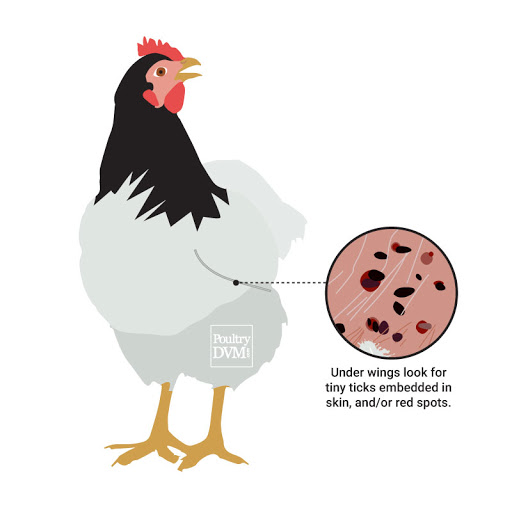 Poultry
DVM
Under wings look for
tiny ticks embedded in
skin, and/or red spots.